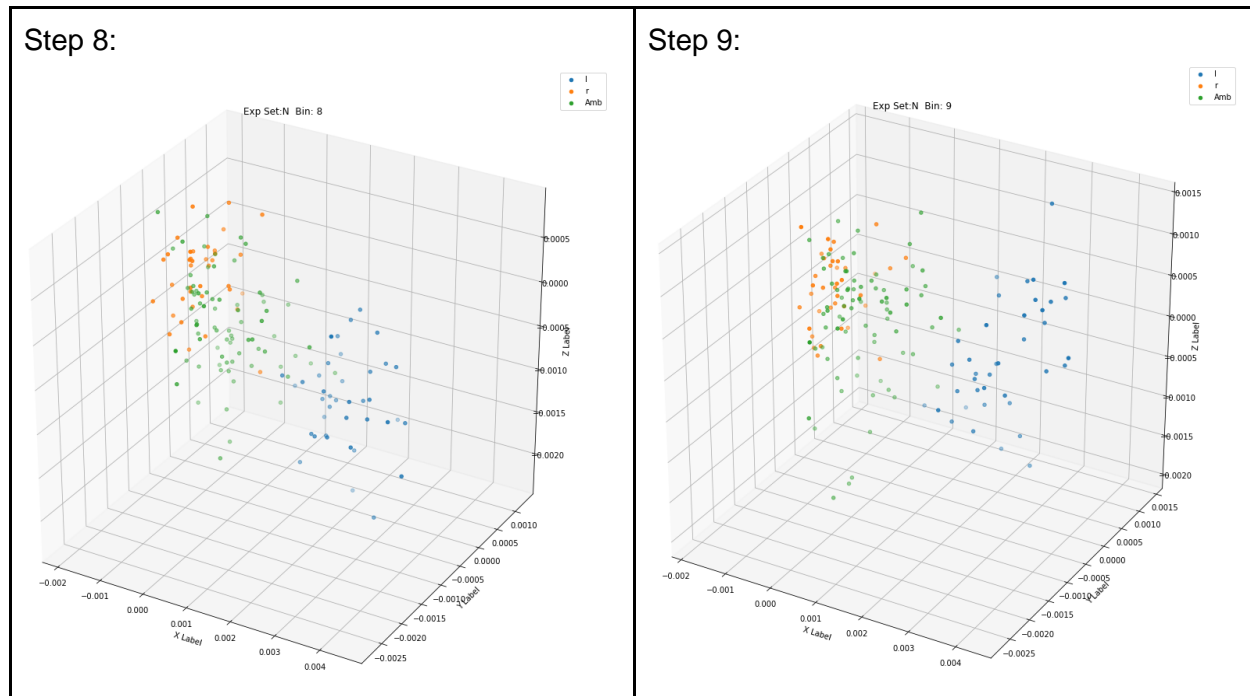 Step 8:
l
r
Amb
Exp Set:N  Bin: 8
0.0005
0.0000
−0.0005
Z Label
−0.0010
−0.0015
−0.0020
0.0010
0.0005
0.0000
−0.0005
−0.0010
Y Label
−0.0015
−0.0020
−0.0025
−0.002
−0.001
0.000
0.001
0.002
0.003
0.004
X Label
Step 9:
l
r
Amb
Exp Set:N  Bin: 9
0.0015
0.0010
0.0005
0.0000
Z Label
−0.0005
−0.0010
−0.0015
−0.0020
0.0015
0.0010
0.0005
0.0000
−0.0005
−0.0010
Y Label
−0.0015
−0.0020
−0.0025
−0.002
−0.001
0.000
0.001
0.002
0.003
0.004
X Label